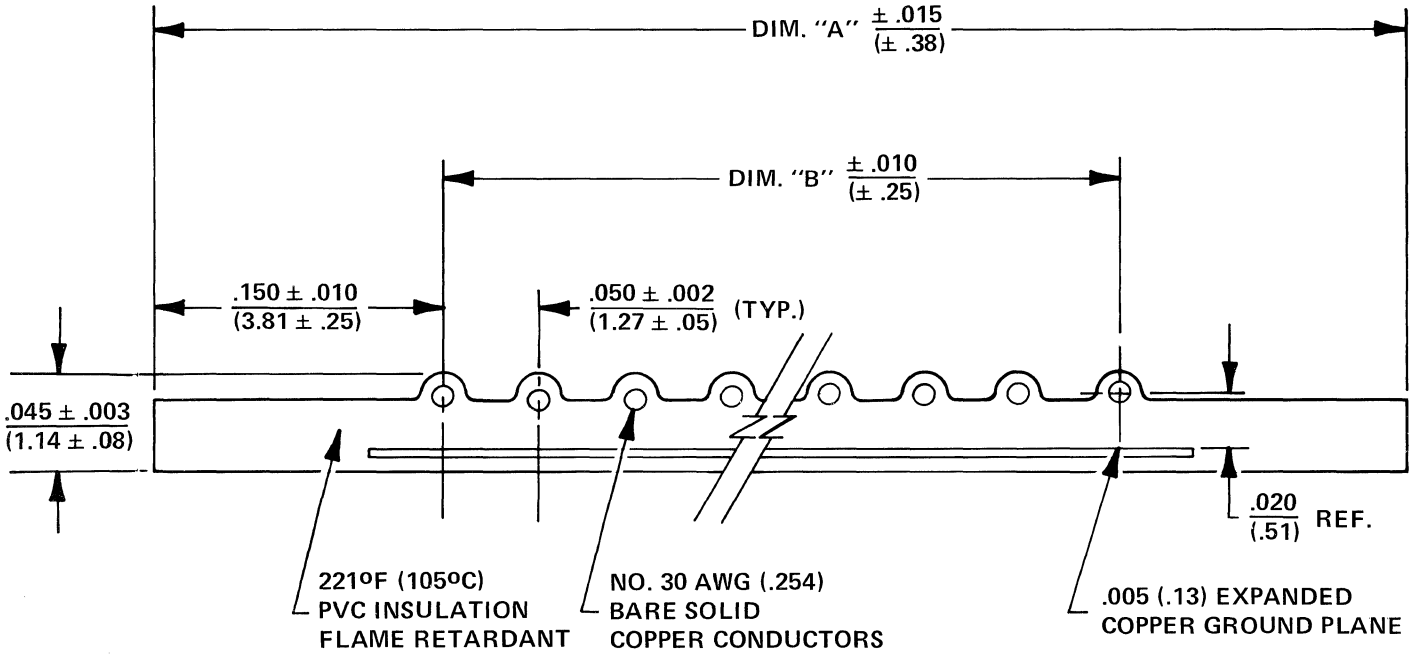 DIM. "A" ± .015
(± .38)
DIM. "B" ± .010
(± .25)
.150 ± .010
(3.81 ± .25)
.050 ± .002 (TYP.)
(1.27 ± .05)
.045 ± .003
(1.14 ± .08)
.020 REF.
(.51)
221ºF (105ºC)
PVC INSULATION
FLAME RETARDANT
NO. 30 AWG (.254)
BARE SOLID
COPPER CONDUCTORS
.005 (.13) EXPANDED
COPPER GROUND PLANE